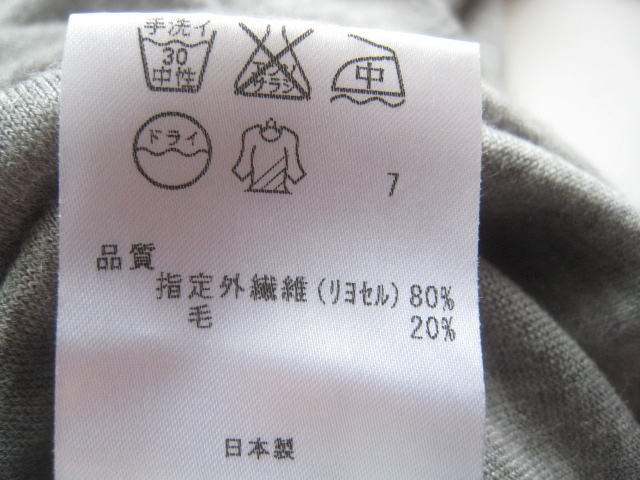 手洗イ
30
中性
エンソ
サラシ
中
ドライ
7
品質
指定外繊維(リヨセル) 80%
毛 20%
日本製